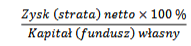 Zysk (strata) netto × 100 %
Kapitał (fundusz) własny